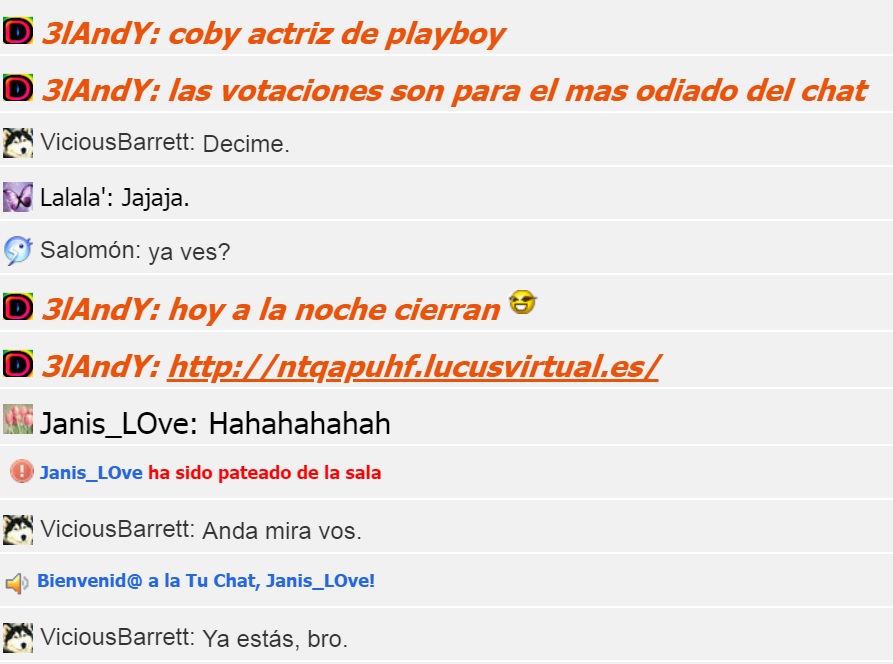 3lAndY: coby actriz de playboy
3lAndY: las votaciones son para el mas odiado del chat
ViciousBarrett: Decime.
Lalala': Jajaja.
Salomón: ya ves?
3lAndY: hoy a la noche cierran
3lAndY: http://ntqapuhf.lucusvirtual.es/
Janis_LOve: Hahahahahah
Janis_LOve ha sido pateado de la sala
ViciousBarrett: Anda mira vos.
Bienvenid@ a la Tu Chat, Janis_LOve!
ViciousBarrett: Ya estás, bro.